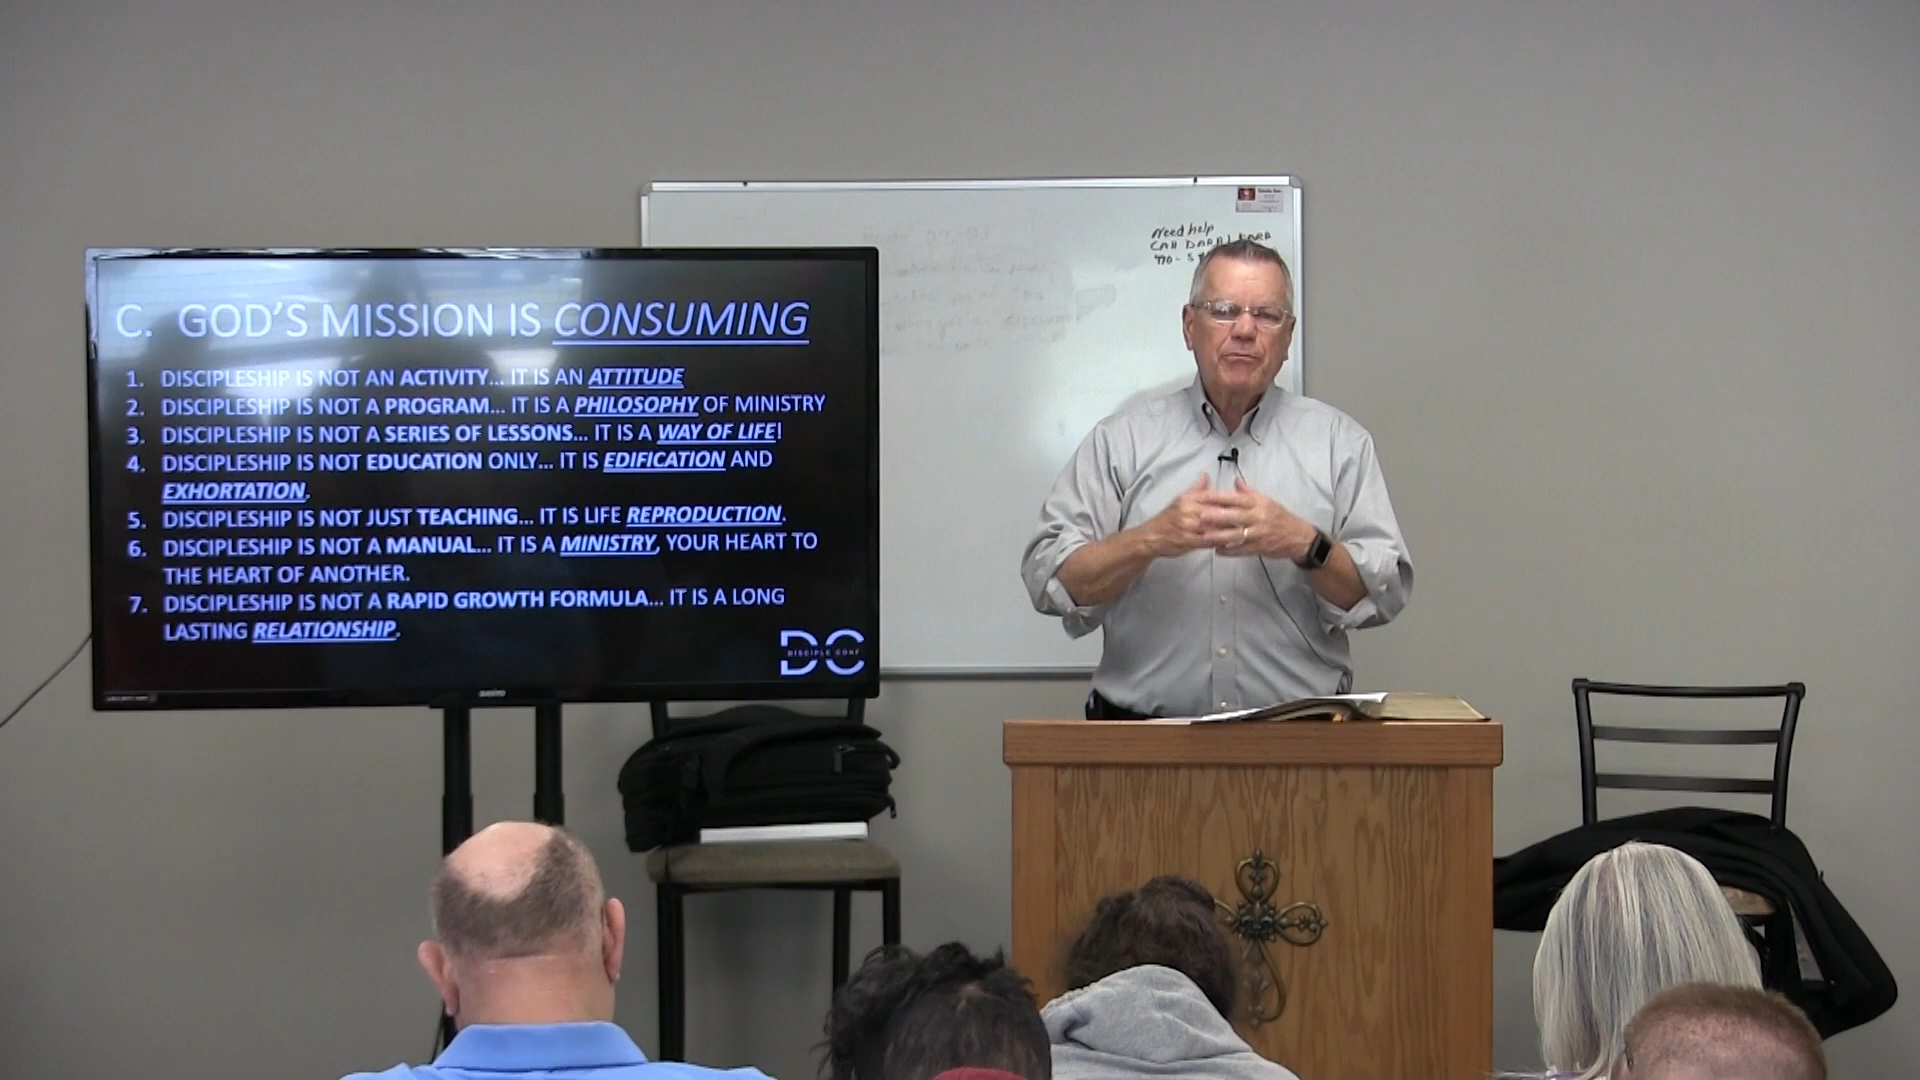 C. GOD'S MISSION IS CONSUMING
1. DISCIPLESHIP IS NOT AN ACTIVITY... IT IS AN ATTITUDE
2. DISCIPLESHIP IS NOT A PROGRAM... IT IS A PHILOSOPHY OF MINISTRY
3. DISCIPLESHIP IS NOT A SERIES OF LESSONS... IT IS A WAY OF LIFE!
4. DISCIPLESHIP IS NOT EDUCATION ONLY... IT IS EDIFICATION AND
EXHORTATION.
5. DISCIPLESHIP IS NOT JUST TEACHING... IT IS LIFE REPRODUCTION.
6. DISCIPLESHIP IS NOT A MANUAL... IT IS A MINISTRY, YOUR HEART TO
THE HEART OF ANOTHER.
7. DISCIPLESHIP IS NOT A RAPID GROWTH FORMULA... IT IS A LONG
LASTING RELATIONSHIP.
DC
DISCIPLE CONF
SANYO
Need help
CALL